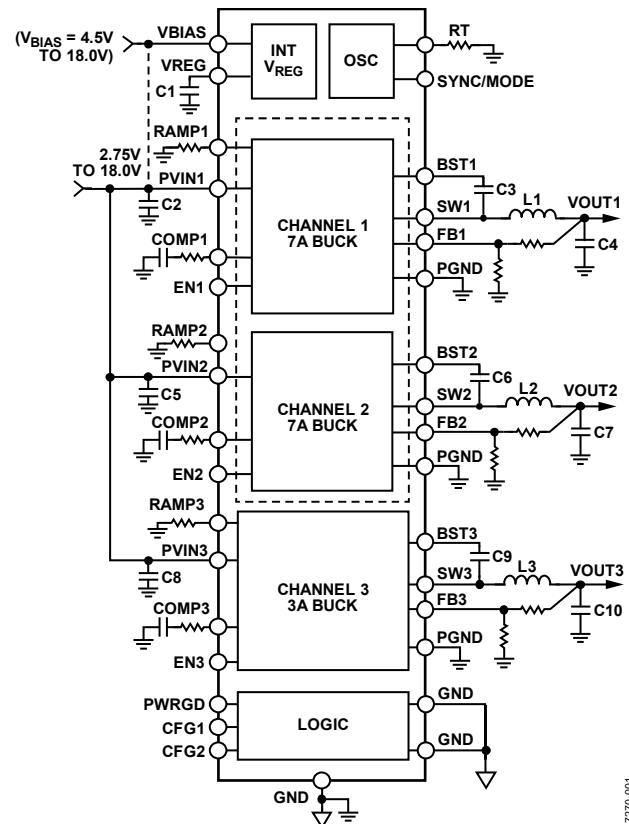 (VBIAS = 4.5V
TO 18.0V)
VBIAS
VREG
C1
INT
VREG
OSC
RT
SYNC/MODE
RAMP1
2.75V
TO 18.0V
PVIN1
C2
COMP1
EN1
CHANNEL 1
7A BUCK
BST1
C3
L1
VOUT1
SW1
FB1
C4
PGND
RAMP2
PVIN2
C5
COMP2
EN2
CHANNEL 2
7A BUCK
BST2
C6
L2
VOUT2
SW2
FB2
C7
PGND
RAMP3
PVIN3
C8
COMP3
EN3
CHANNEL 3
3A BUCK
BST3
C9
L3
VOUT3
SW3
FB3
C10
PGND
PWRGD
CFG1
CFG2
LOGIC
GND
GND
GND